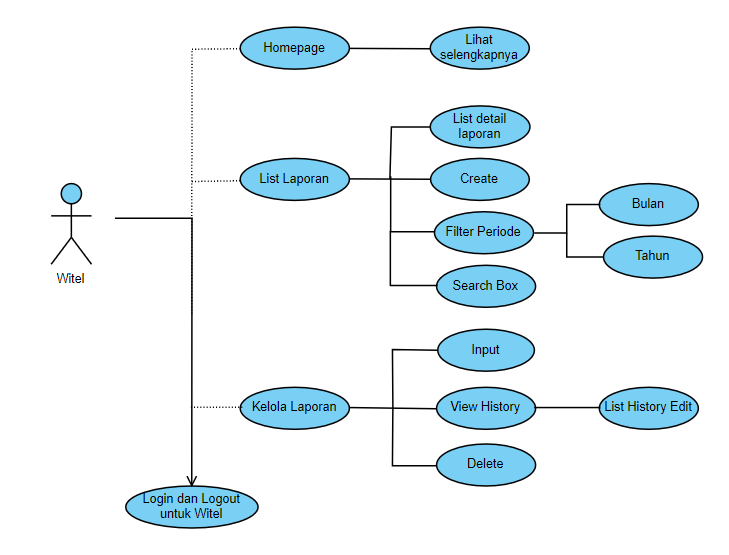 Homepage
Lihat
selengkapnya
List detail
laporan
List Laporan
Create
Bulan
Filter Periode
Tahun
Witel
Search Box
Input
Kelola Laporan
View History
List History Edit
Delete
Login dan Logout
untuk Witel